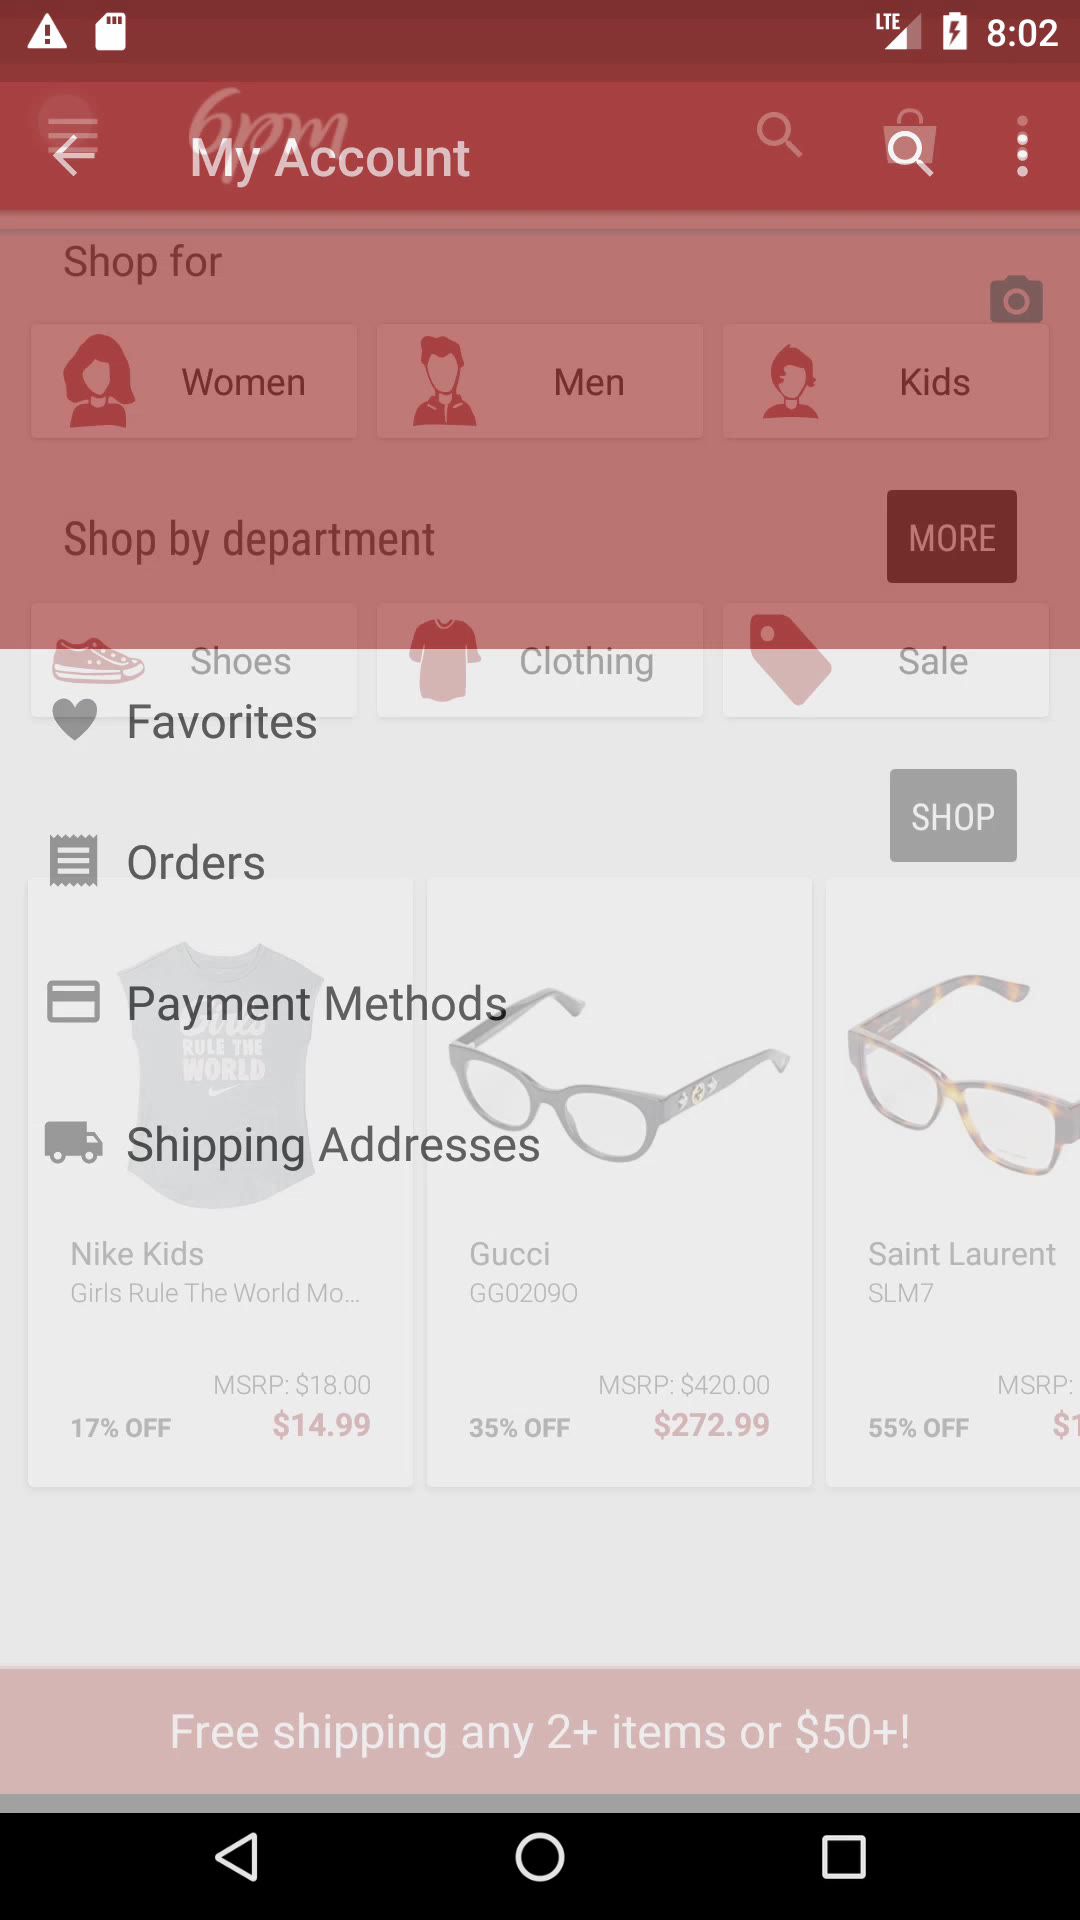 LTE 8:02
6pm
My Account
Shop for
Women Men Kids
Shop by department MORE
Shoes Clothing Sale
Favorites
SHOP
Orders
Payment Methods
RULE THE
WORLD
Shipping Addresses
Nike Kids Gucci Saint Laurent
Girls Rule The World Mo... GG0209O SLM7
MSRP: $18.00 MSRP: $420.00 MSRP:
17% OFF $14.99 35% OFF $272.99 55% OFF $1
Free shipping any 2+ items or $50+!